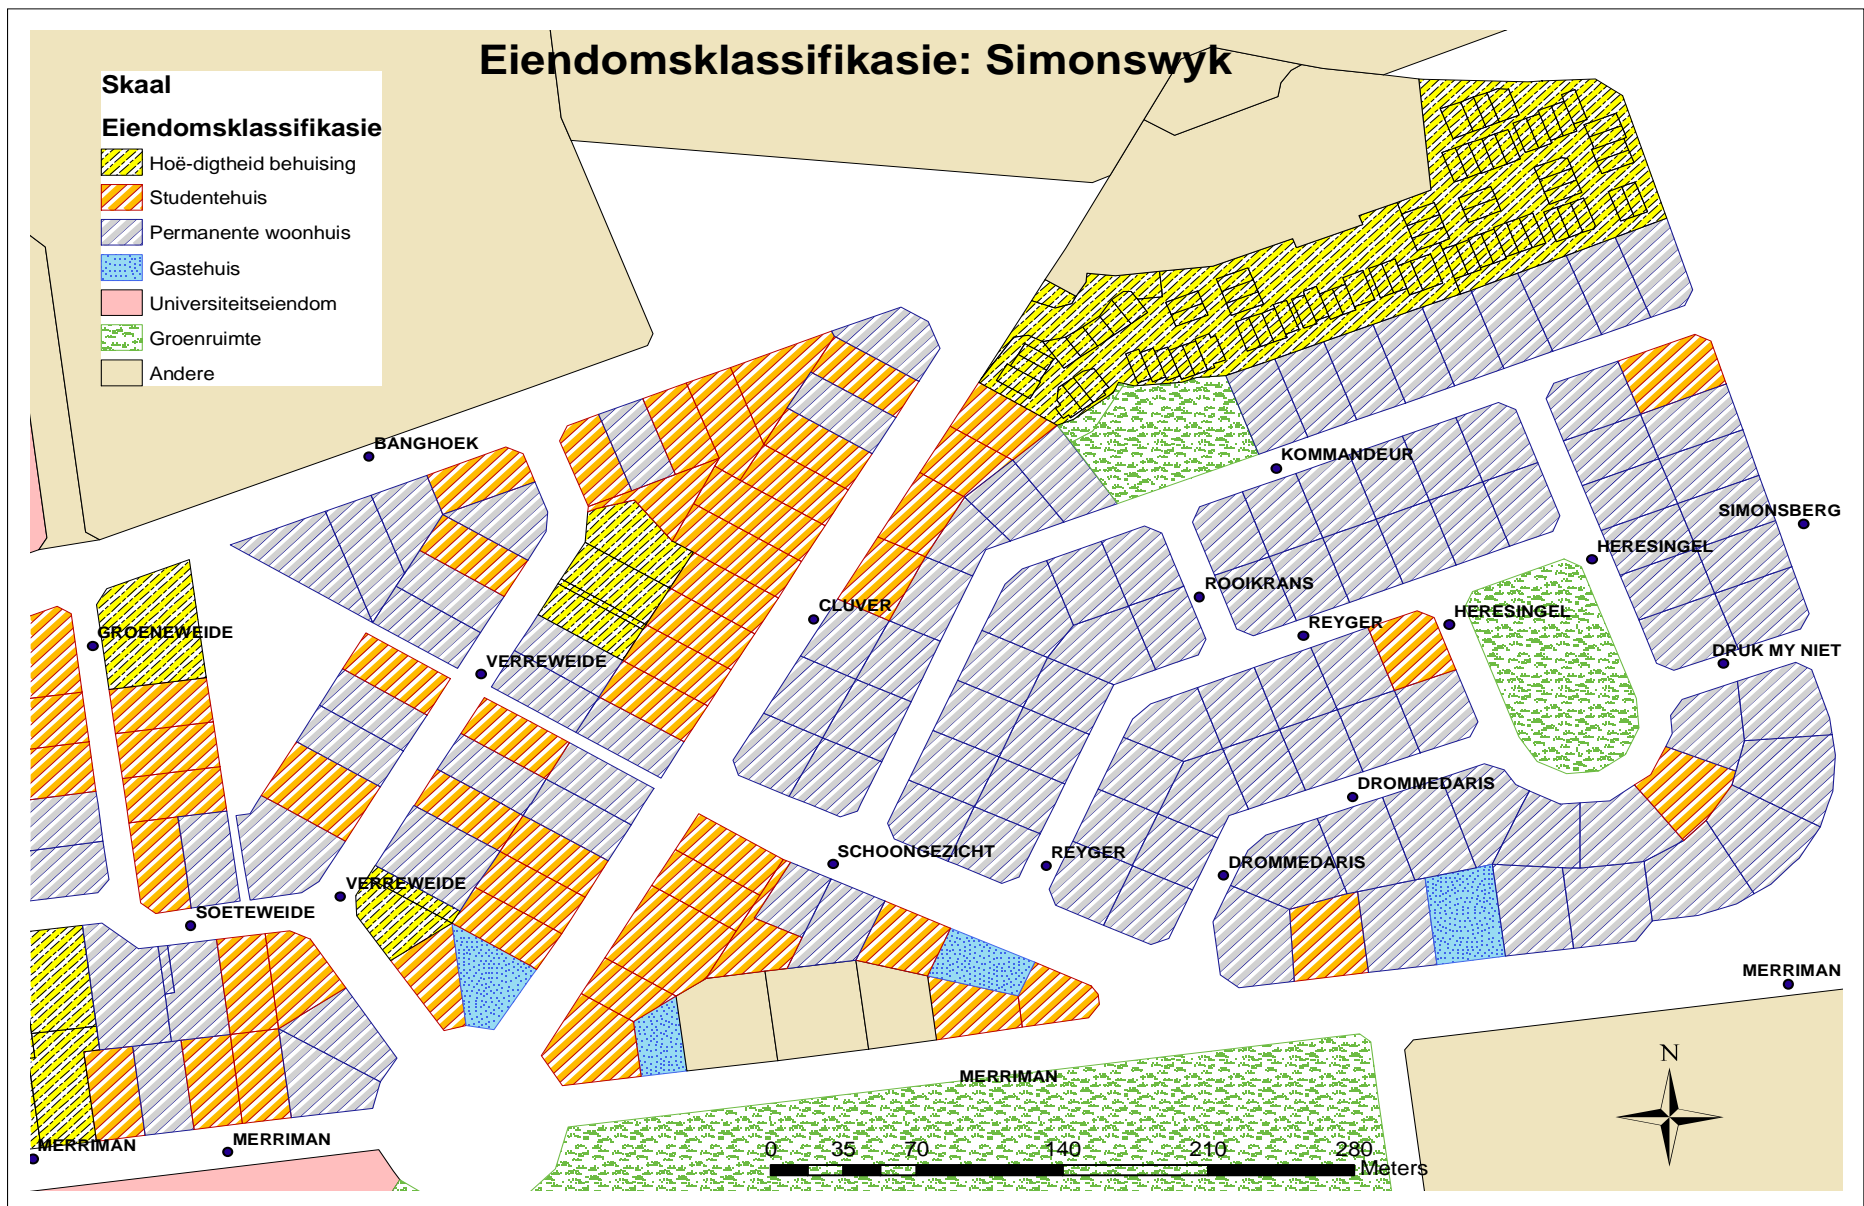 Eiendomsklassifikasie: Simonswyk
Skaal
Eiendomsklassifikasie
Hoë-digtheid behuising
Studentehuis
Permanente woonhuis
Gastehuis
Universiteitseiendom
Groenruimte
Andere
BANGHOEK
KOMMANDEUR
SIMONSBERG
HERESINGEL
ROOIKRANS
CLUVER
HERESINGEL
REYGER
GROENEWEIDE
DRUK MY NIET
VERREWEIDE
DROMMEDARIS
SCHOONGEZICHT
REYGER
DROMMEDARIS
VERREWEIDE
SOETEWEIDE
MERRIMAN
N
MERRIMAN
MERRIMAN
MERRIMAN
0 35 70 140 210 280
Meters